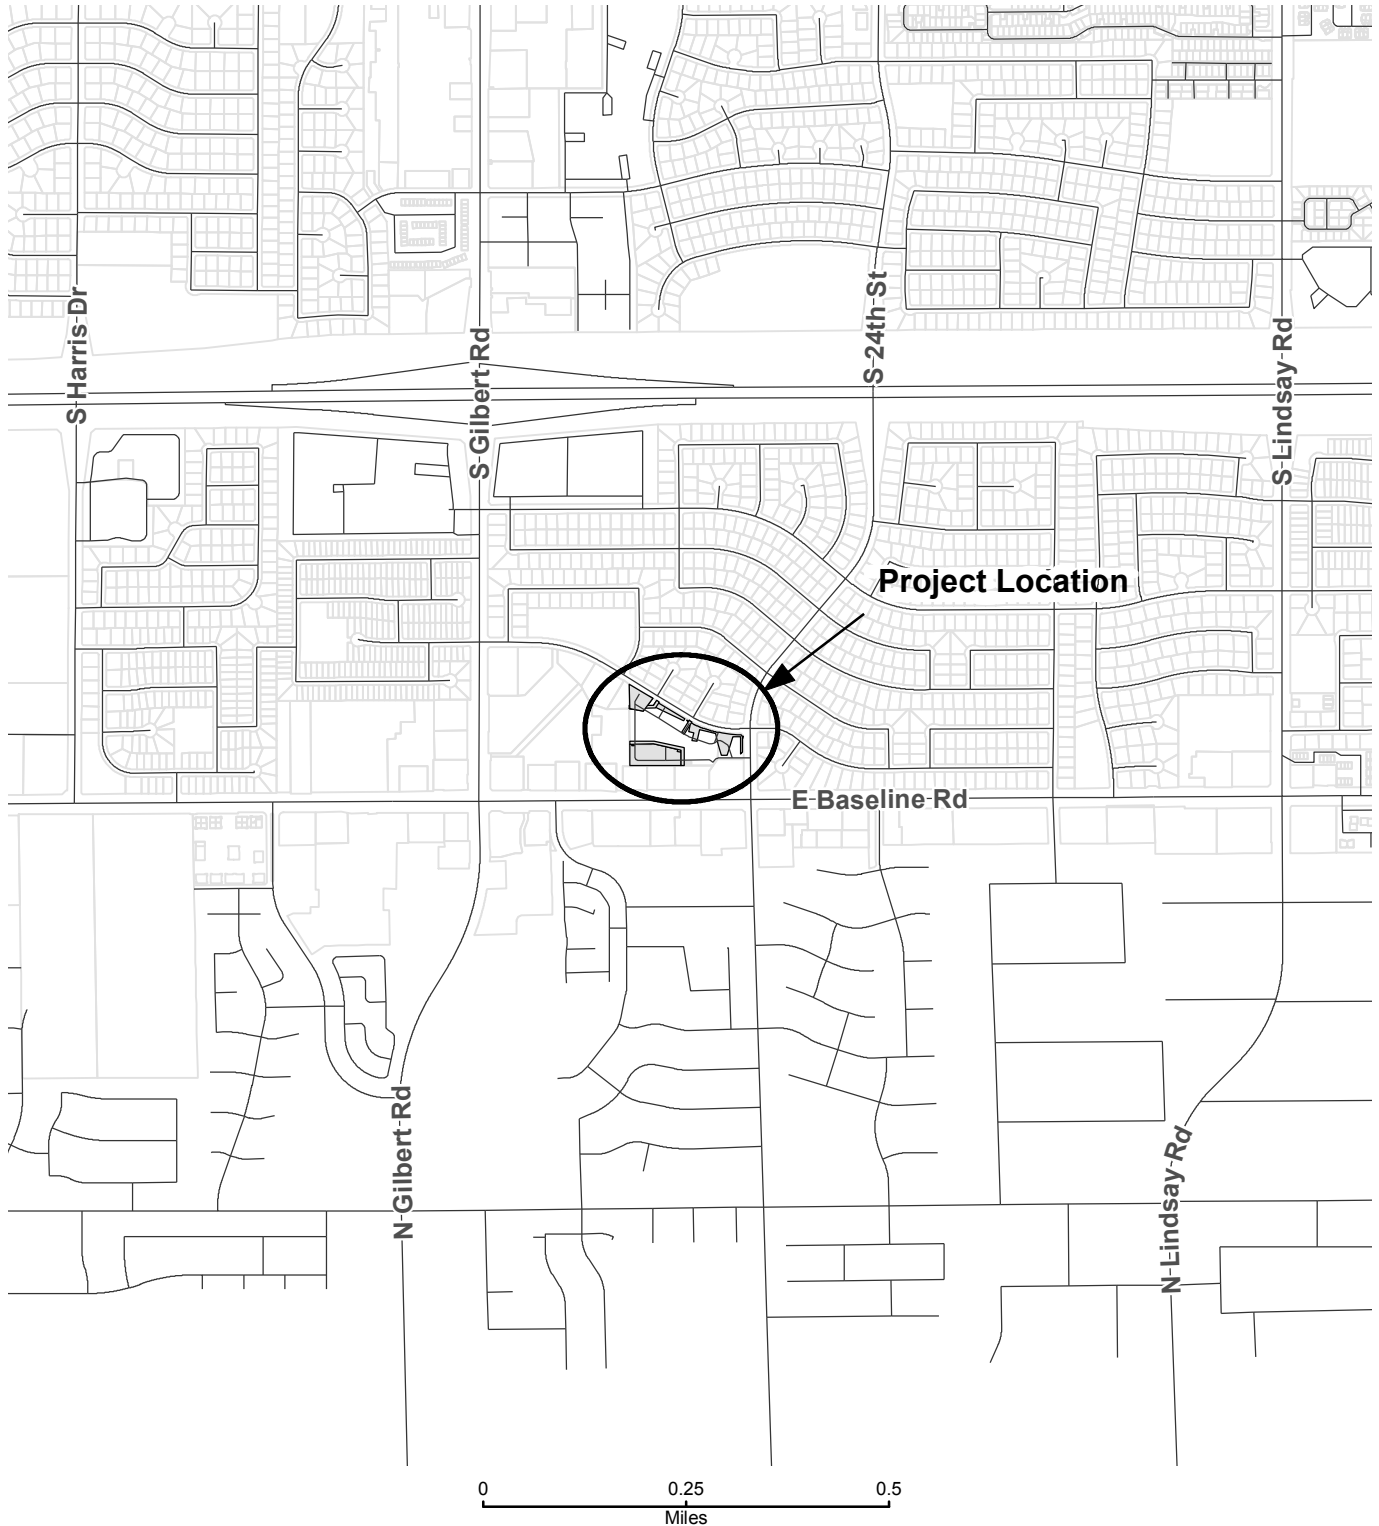 S Harris Dr
S Gilbert Rd
S 24th St
S Lindsay Rd
Project Location
E Baseline Rd
N Gilbert Rd
N Lindsay Rd
0 0.25 0.5
Miles